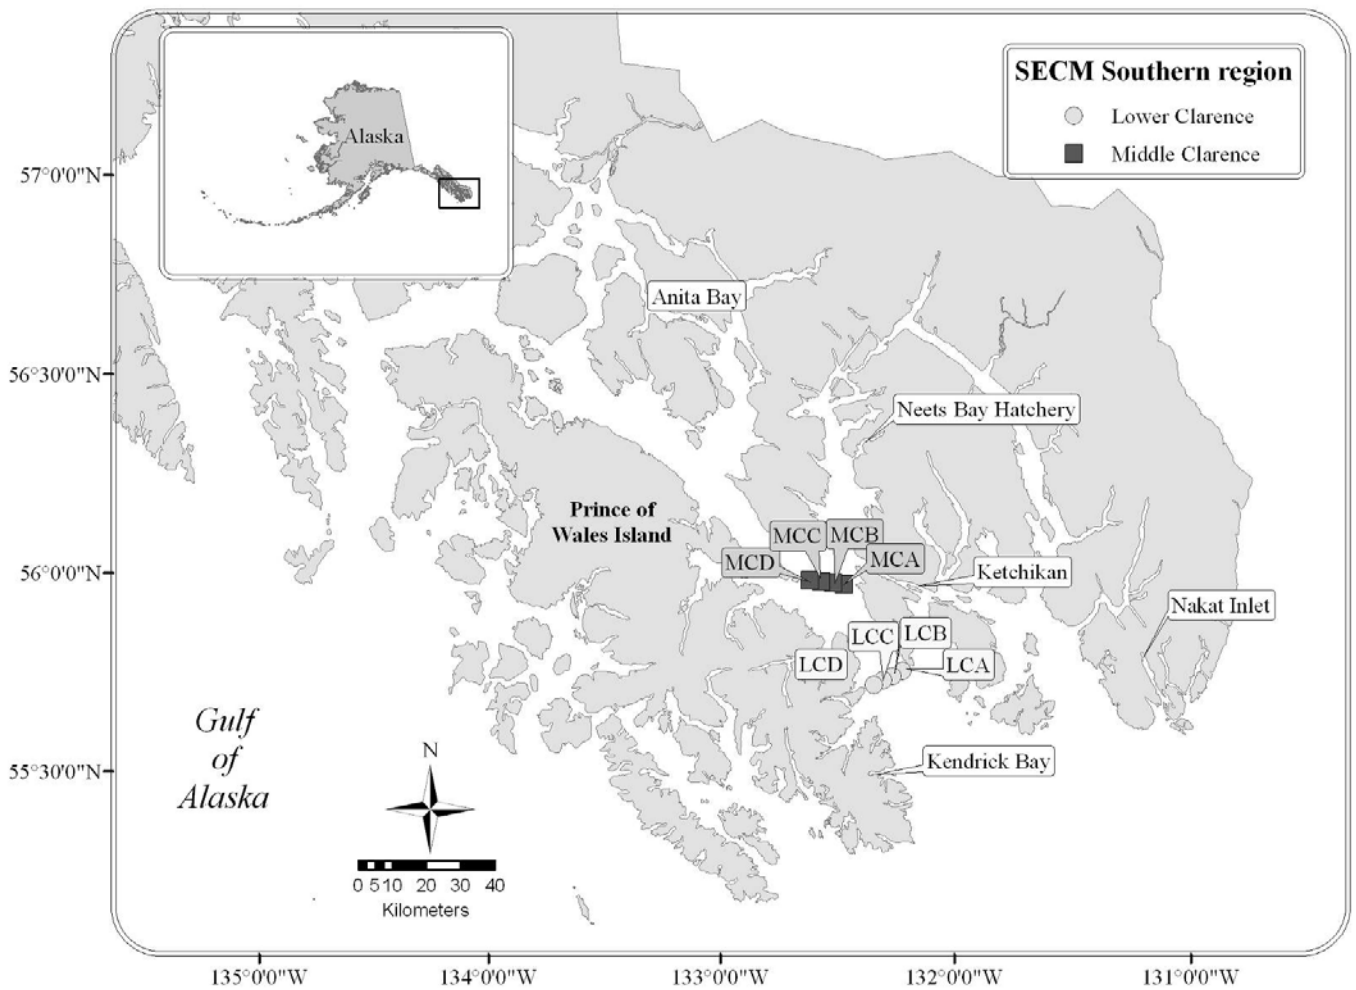 SECM Southern region
Lower Clarence
Middle Clarence
Alaska
57°0'0"N
Anita Bay
56°30'0"N
Neets Bay Hatchery
Prince of
Wales Island
MCC
MCB
MCD
MCA
56°0'0"N
Ketchikan
Nakat Inlet
LCC
LCB
LCD
LCA
Gulf
of
Alaska
N
55°30'0"N
Kendrick Bay
0 5 10 20 30 40
Kilometers
135°0'0"W
134°0'0"W
133°0'0"W
132°0'0"W
131°0'0"W